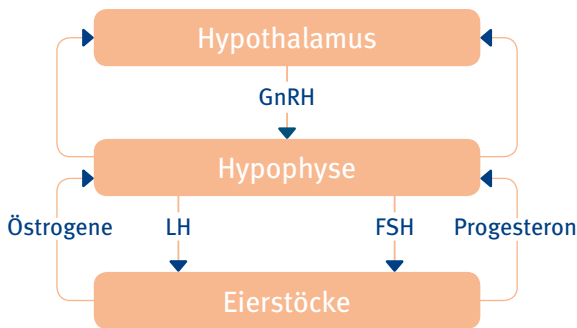 Hypothalamus
GnRH
Hypophyse
Östrogene LH FSH Progesteron
Eierstöcke